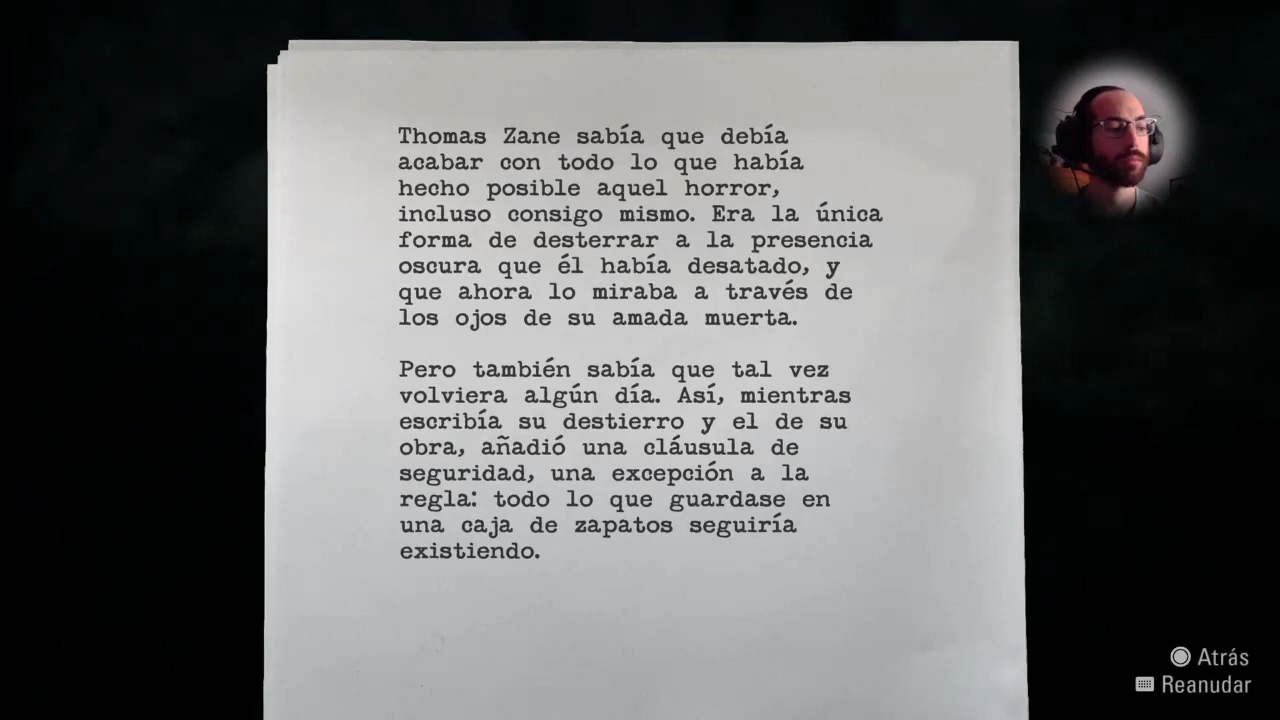 Thomas Zane sabía que debía
acabar con todo lo que había
hecho posible aquel horror,
incluso consigo mismo. Era la única
forma de desterrar a la presencia
oscura que él había desatado, y
que ahora lo miraba a través de
los ojos de su amada muerta.
Pero también sabía que tal vez
volviera algún día. Así, mientras
escribía su destierro y el de su
obra, añadió una cláusula de
seguridad, una excepción a la
regla: todo lo que guardase en
una caja de zapatos seguiría
existiendo.
Atrás
Reanudar